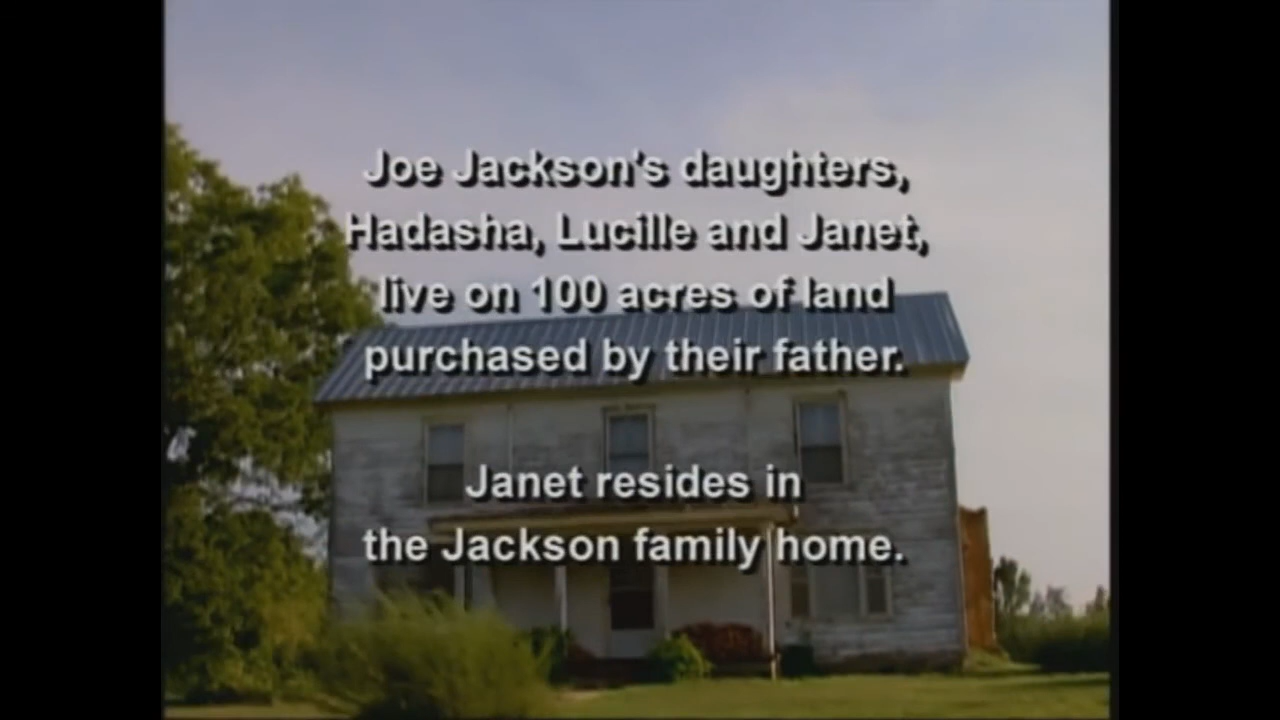 Joe Jackson's daughters,
Hadasha, Lucille and Janet,
live on 100 acres of land
purchased by their father.
Janet resides in
the Jackson family home.